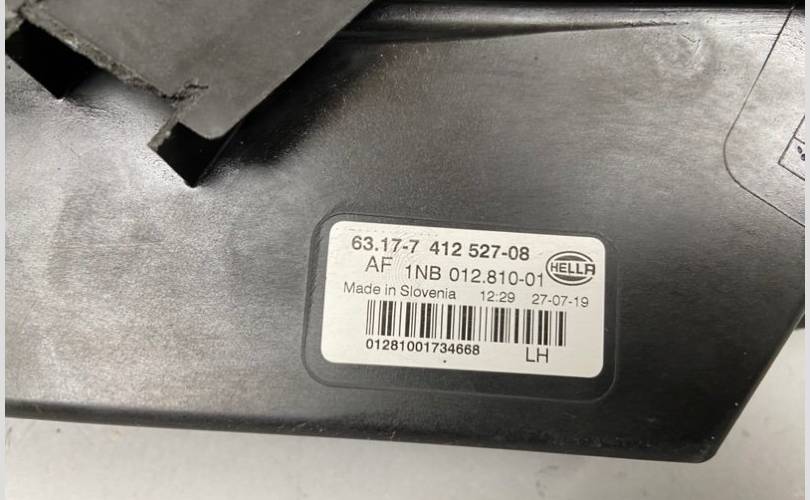 63.17-7 412 527-08
AF 1NB 012.810-01 HELLA
Made in Slovenia 12:29 27-07-19
01281001734668 LH